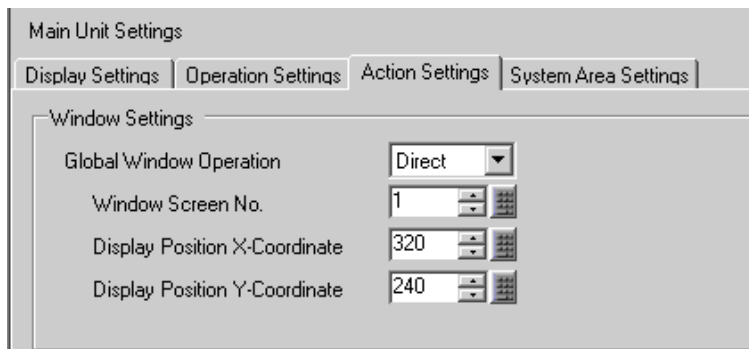 Main Unit Settings
Display Settings Operation Settings Action Settings System Area Settings
Window Settings
Global Window Operation Direct
Window Screen No. 1
Display Position X-Coordinate 320
Display Position Y-Coordinate 240